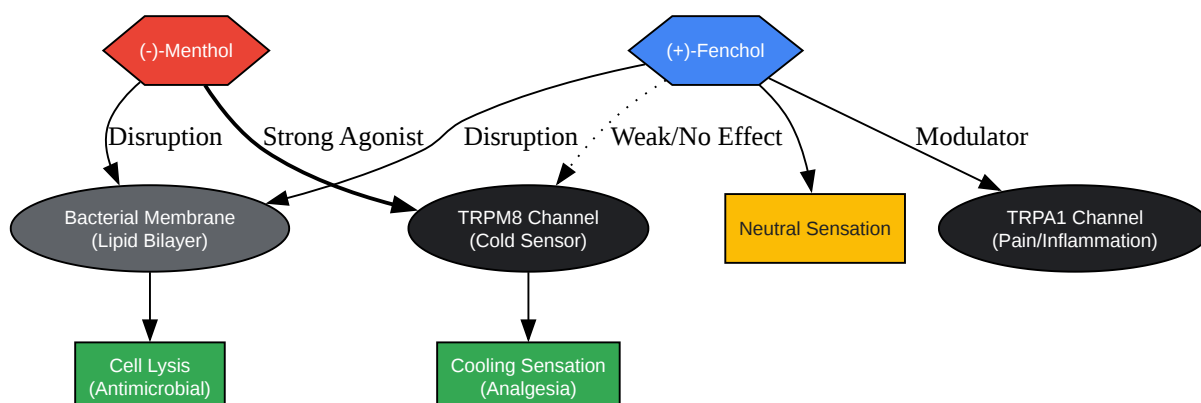 (-)-Menthol
(+)-Fenchol
Disruption
Strong Agonist
Disruption
Weak/No Effect
Modulator
Bacterial Membrane
(Lipid Bilayer)
TRPM8 Channel
(Cold Sensor)
Neutral Sensation
TRPA1 Channel
(Pain/Inflammation)
Cell Lysis
(Antimicrobial)
Cooling Sensation
(Analgesia)